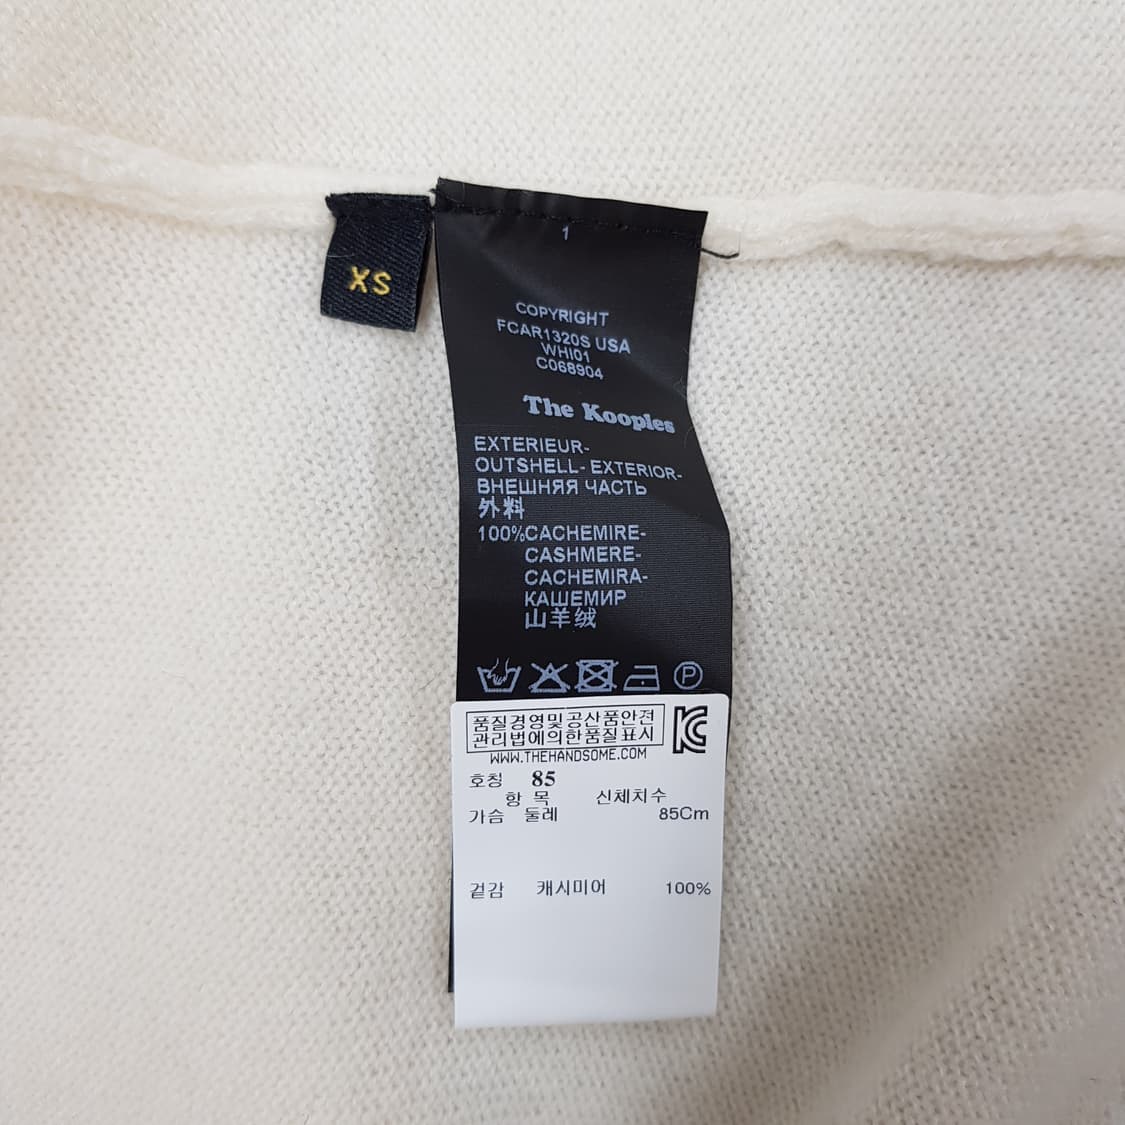 XS
1
COPYRIGHT
FCAR1320S USA
WHI01
C068904
The Kooples
EXTERIEUR-
OUTSHELL- EXTERIOR-
ВНЕШНЯЯ ЧАСТЬ
外料
100%CACHEMIRE-
CASHMERE-
CACHEMIRA-
КАШЕМИР
山羊绒
P
품질경영및공산품안전
관리법에의한품질표시
WWW.THEHANDSOME.COM
호칭 85
항 목 신체치수
가슴 둘레 85Cm
겉감 캐시미어 100%